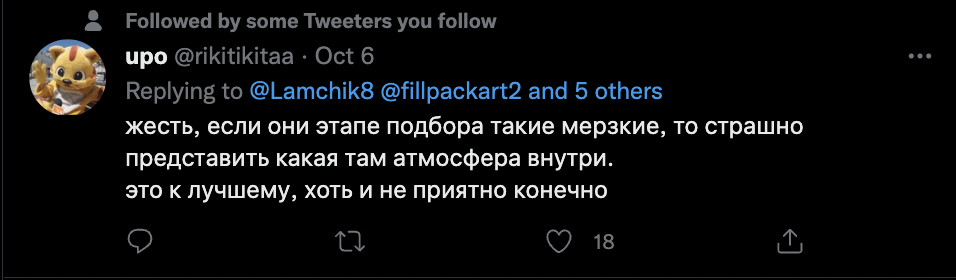 Followed by some Tweeters you follow
upo @rikitikitaa · Oct 6
Replying to @Lamchik8 @fillpackart2 and 5 others
жесть, если они этапе подбора такие мерзкие, то страшно
представить какая там атмосфера внутри.
это к лучшему, хоть и не приятно конечно
18